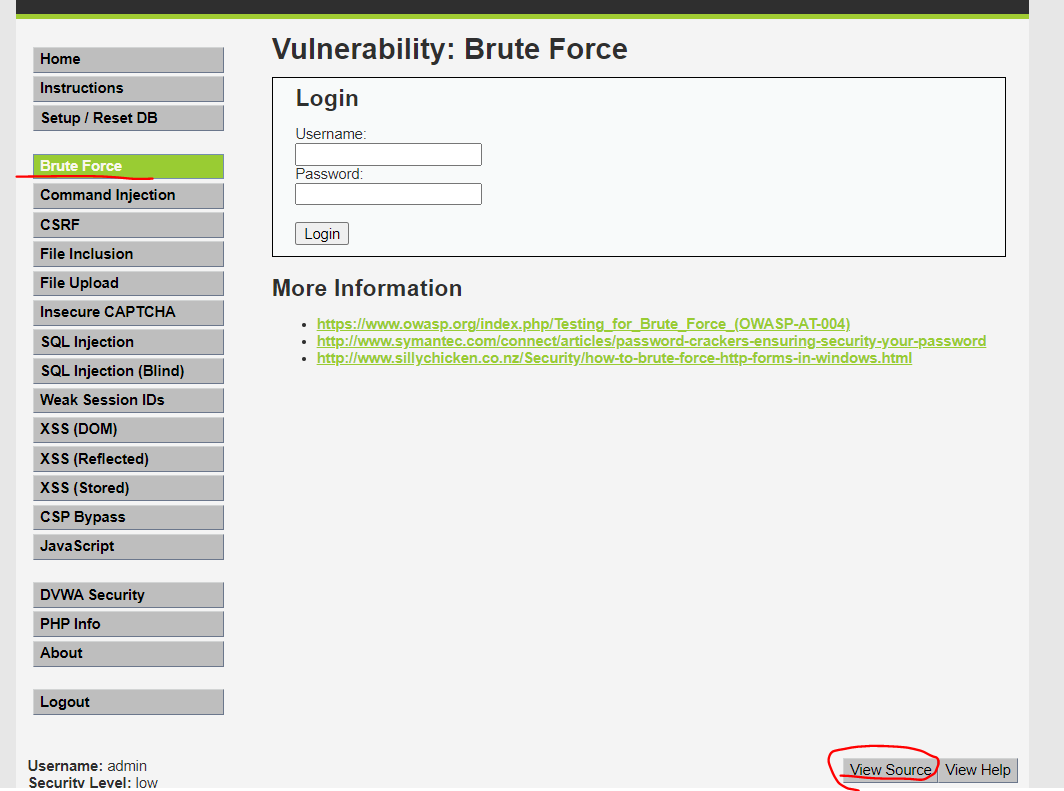 Home
Instructions
Setup / Reset DB
Brute Force
Command Injection
CSRF
File Inclusion
File Upload
Insecure CAPTCHA
SQL Injection
SQL Injection (Blind)
Weak Session IDs
XSS (DOM)
XSS (Reflected)
XSS (Stored)
CSP Bypass
JavaScript
DVWA Security
PHP Info
About
Logout
Vulnerability: Brute Force
Login
Username:
Password:
Login
More Information
https://www.owasp.org/index.php/Testing_for_Brute_Force_(OWASP-AT-004)
http://www.symantec.com/connect/articles/password-crackers-ensuring-security-your-password
http://www.sillychicken.co.nz/Security/how-to-brute-force-http-forms-in-windows.html
Username: admin
Security Level: low
View Source View Help